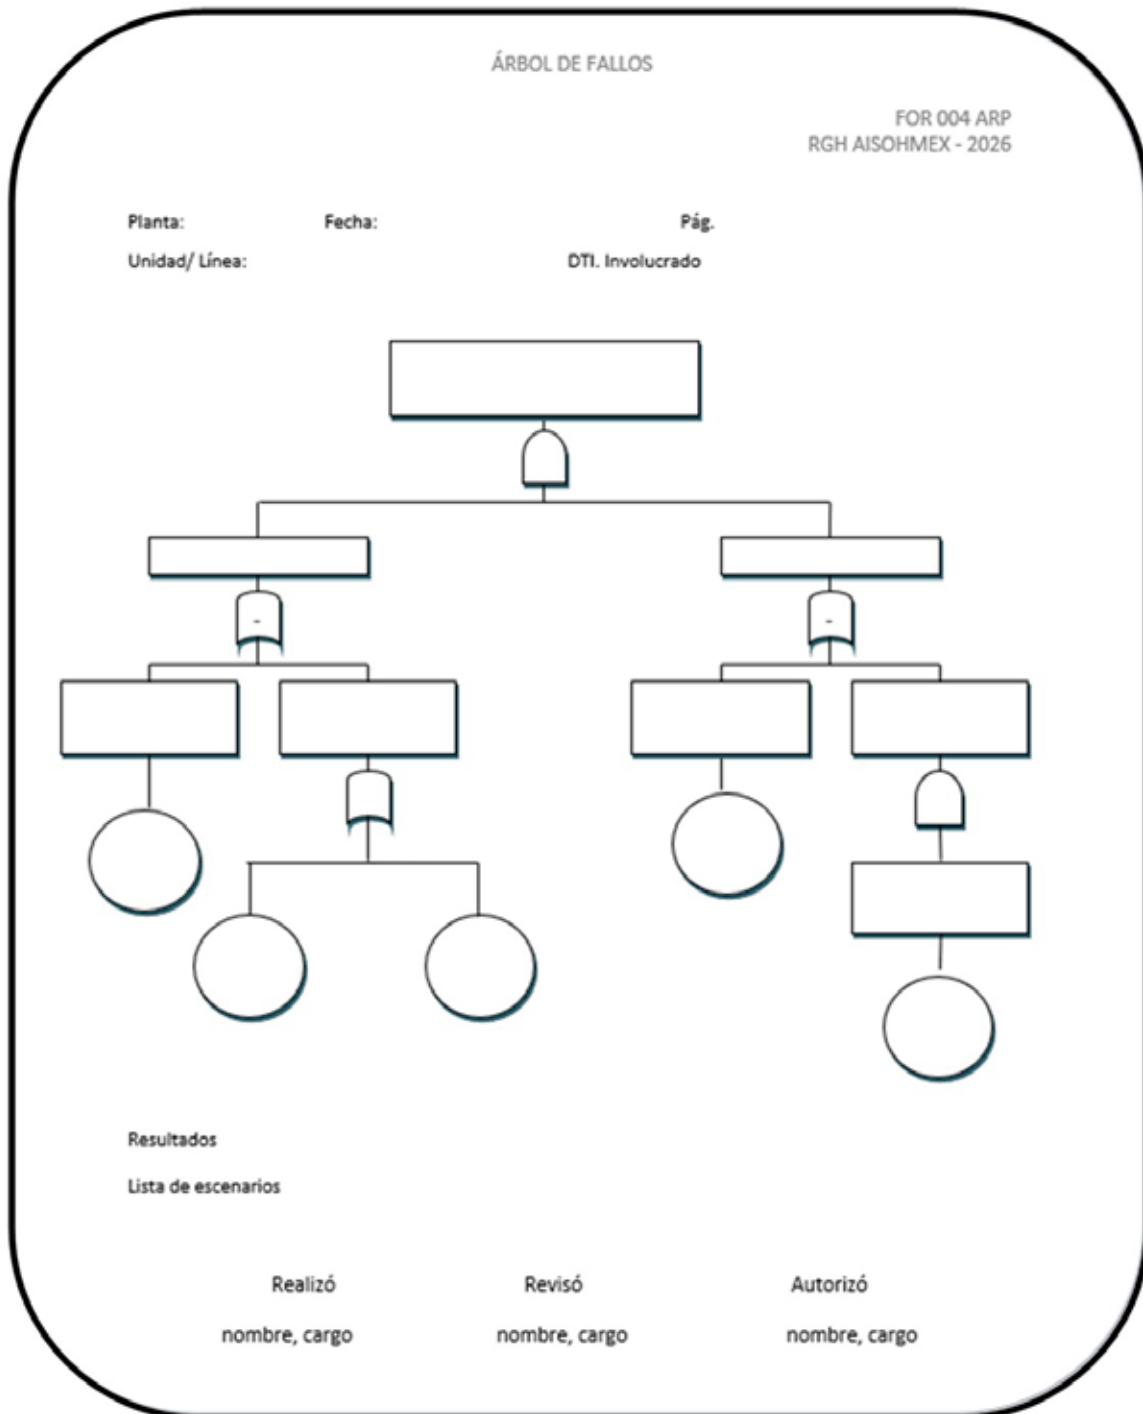 ÁRBOL DE FALLOS
FOR 004 ARP
RGH AISOHMEX - 2026
Planta: Fecha: Pág.
Unidad/ Línea: DTI. Involucrado
-
-
Resultados
Lista de escenarios
Realizó Revisó Autorizó
nombre, cargo nombre, cargo nombre, cargo